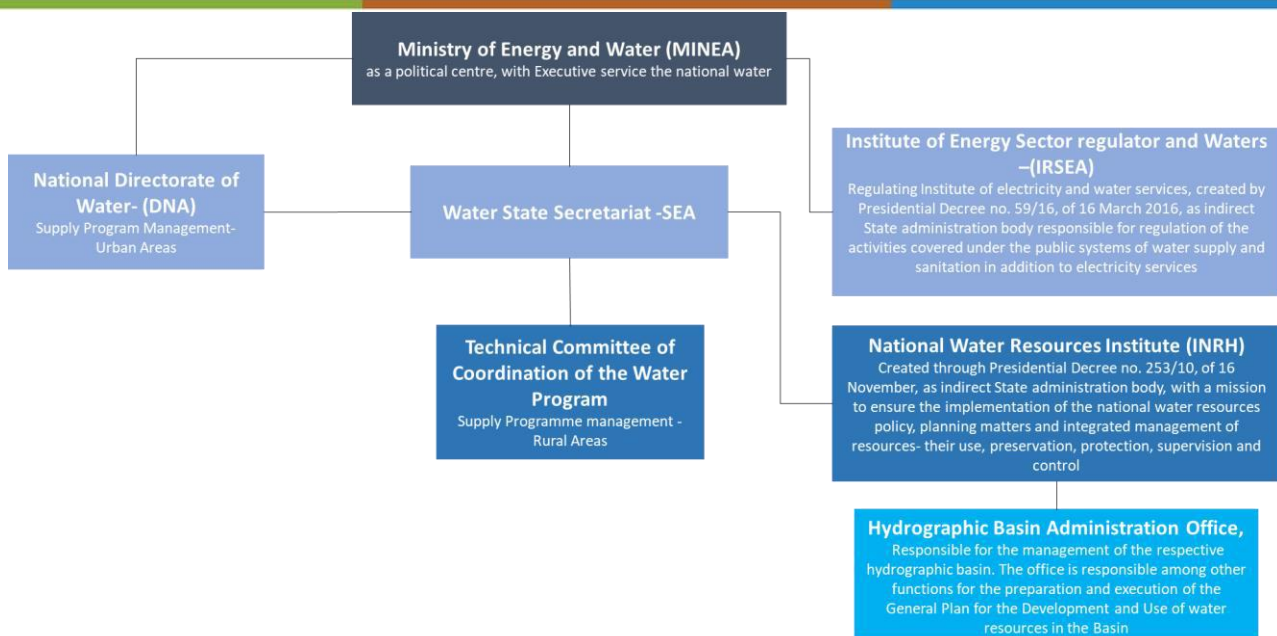 Ministry of Energy and Water (MINEA)
as a political centre, with Executive service the national water
National Directorate of
Water- (DNA)
Supply Program Management-
Urban Areas
Water State Secretariat -SEA
Institute of Energy Sector regulator and Waters
–(IRSEA)
Regulating Institute of electricity and water services, created by
Presidential Decree no. 59/16, of 16 March 2016, as indirect
State administration body responsible for regulation of the
activities covered under the public systems of water supply and
sanitation in addition to electricity services
Technical Committee of
Coordination of the Water
Program
Supply Programme management -
Rural Areas
National Water Resources Institute (INRH)
Created through Presidential Decree no. 253/10, of 16
November, as indirect State administration body, with a mission
to ensure the implementation of the national water resources
policy, planning matters and integrated management of
resources- their use, preservation, protection, supervision and
control
Hydrographic Basin Administration Office,
Responsible for the management of the respective
hydrographic basin. The office is responsible among other
functions for the preparation and execution of the
General Plan for the Development and Use of water
resources in the Basin